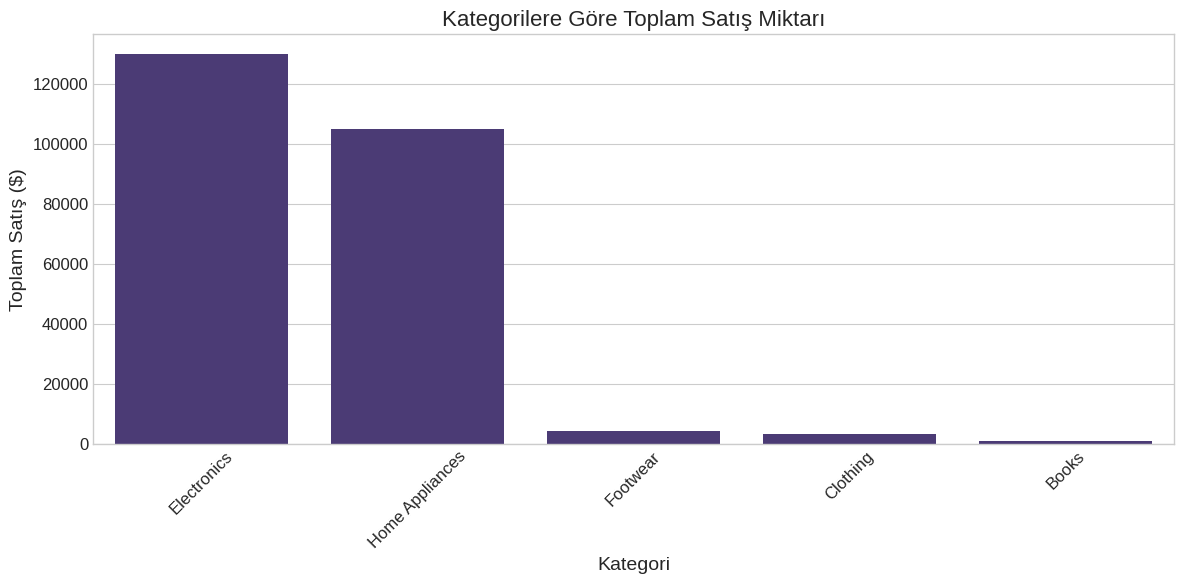 Kategorilere Göre Toplam Satış Miktarı
Toplam Satış ($)
120000
100000
80000
60000
40000
20000
0
Electronics
Home Appliances
Footwear
Clothing
Books
Kategori